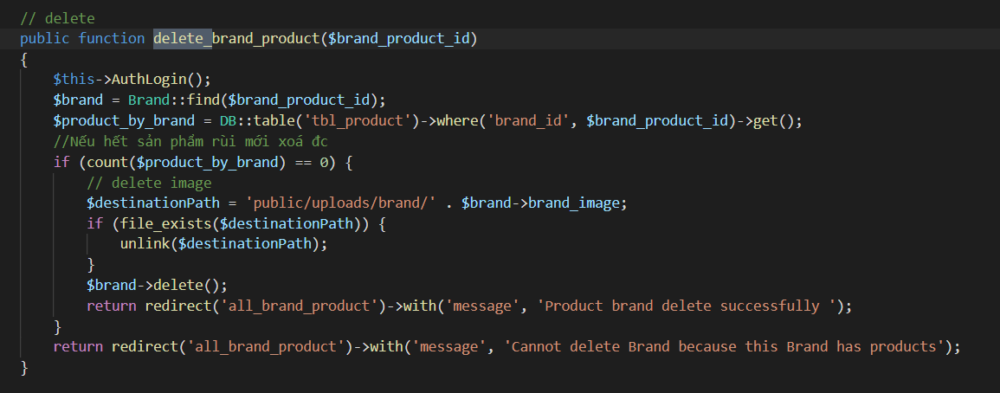 // delete
public function delete_brand_product($brand_product_id)
{
$this->AuthLogin();
$brand = Brand::find($brand_product_id);
$product_by_brand = DB::table('tbl_product')->where('brand_id', $brand_product_id)->get();
//Nếu hết sản phẩm rùi mới xoá đc
if (count($product_by_brand) == 0) {
// delete image
$destinationPath = 'public/uploads/brand/' . $brand->brand_image;
if (file_exists($destinationPath)) {
unlink($destinationPath);
}
$brand->delete();
return redirect('all_brand_product')->with('message', 'Product brand delete successfully ');
}
return redirect('all_brand_product')->with('message', 'Cannot delete Brand because this Brand has products');
}